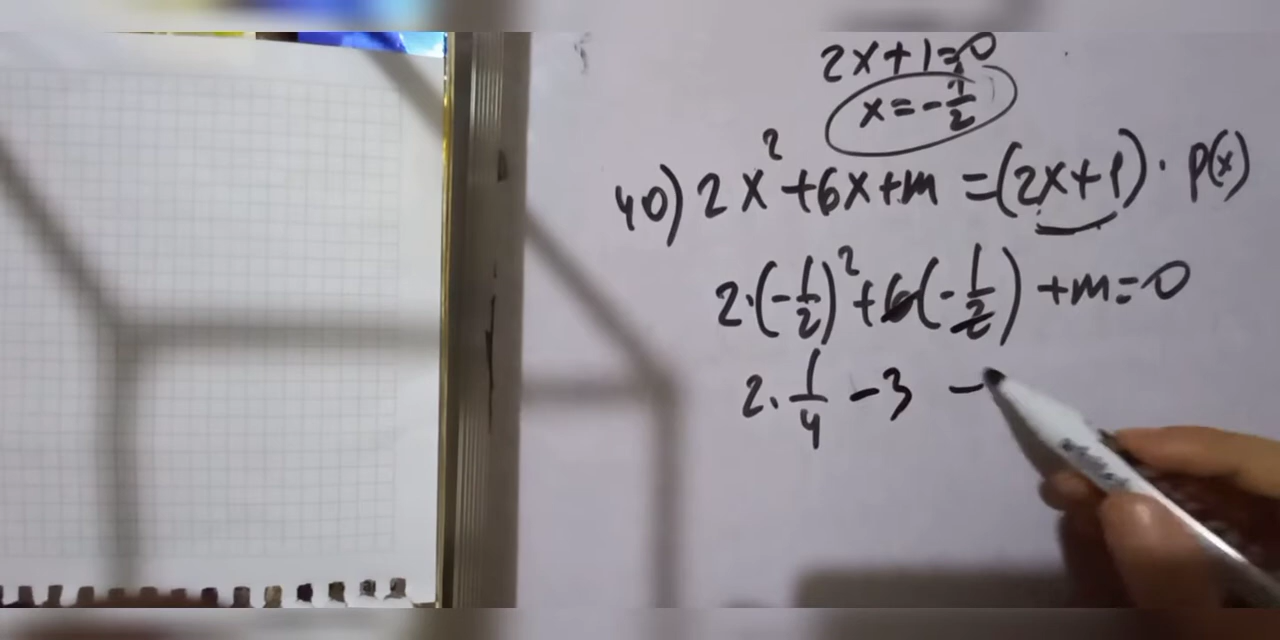 2x+1=0
x=-1/2
40) 2x²+6x+m=(2x+1)·P(x)
2·(-1/2)²+6(-1/2)+m=0
2·1/4-3-